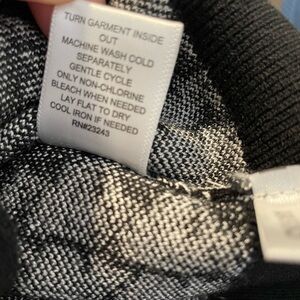 TURN GARMENT INSIDE
OUT
MACHINE WASH COLD
SEPARATELY
GENTLE CYCLE
ONLY NON-CHLORINE
BLEACH WHEN NEEDED
LAY FLAT TO DRY
COOL IRON IF NEEDED
RN#23243